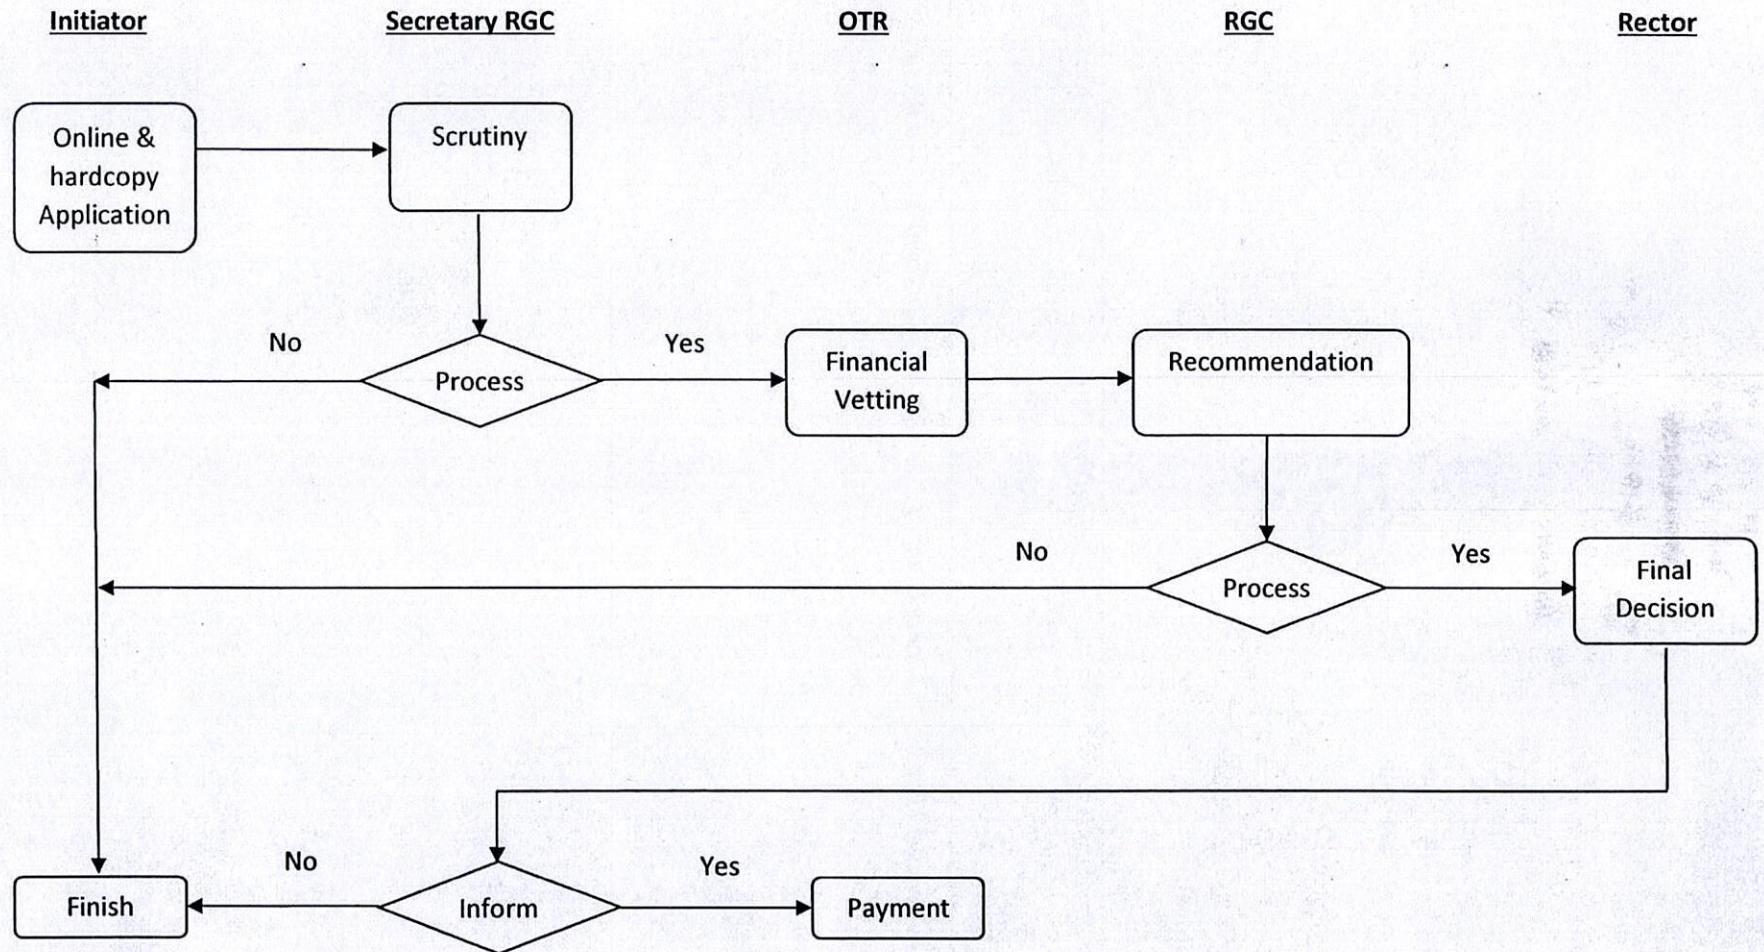 Initiator
Secretary RGC
OTR
RGC
Rector
Online &
hardcopy
Application
Scrutiny
No
Process
Yes
Financial
Vetting
Recommendation
No
Process
Yes
Final
Decision
No
Inform
Yes
Finish
Payment